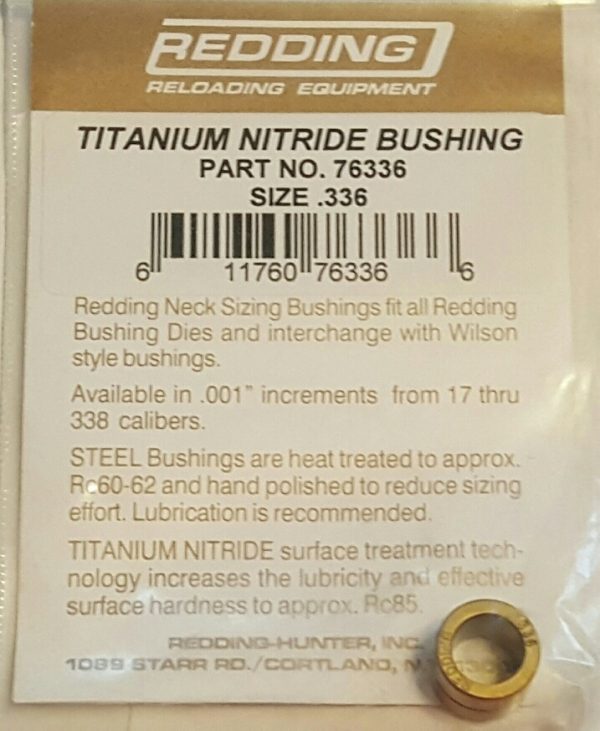 REDDING
RELOADING EQUIPMENT
TITANIUM NITRIDE BUSHING
PART NO. 76336
SIZE .336
6 11760 76336 6
Redding Neck Sizing Bushings fit all Redding
Bushing Dies and interchange with Wilson
style bushings.
Available in .001" increments from 17 thru
338 calibers.
STEEL Bushings are heat treated to approx.
Rc60-62 and hand polished to reduce sizing
effort. Lubrication is recommended.
TITANIUM NITRIDE surface treatment tech-
nology increases the lubricity and effective
surface hardness to approx. Rc85.
REDDING-HUNTER, INC.
1089 STARR RD./CORTLAND,
336